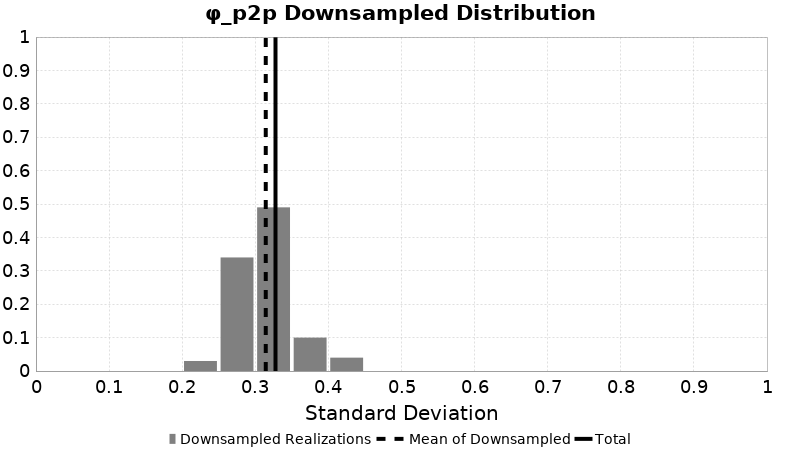 φ_p2p Downsampled Distribution
1
0.9
0.8
0.7
0.6
0.5
0.4
0.3
0.2
0.1
0
0 0.1 0.2 0.3 0.4 0.5 0.6 0.7 0.8 0.9 1
Standard Deviation
Downsampled Realizations Mean of Downsampled Total